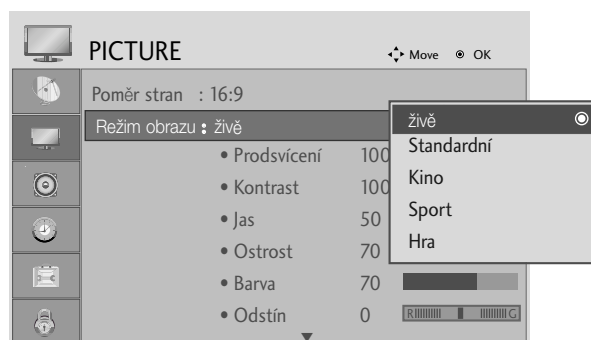 PICTURE Move OK
Poměr stran : 16:9
Režim obrazu : živě
• Prodsvícení 100
• Kontrast 100
• Jas 50
• Ostrost 70
• Barva 70
• Odstín 0 R G
živě
Standardní
Kino
Sport
Hra